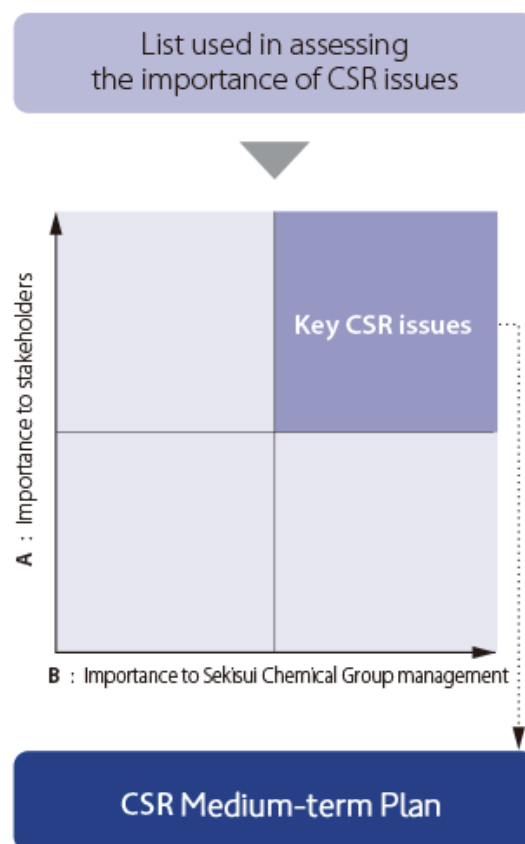 List used in assessing
the importance of CSR issues
Key CSR issues
A : Importance to stakeholders
B : Importance to Sekisui Chemical Group management
CSR Medium-term Plan